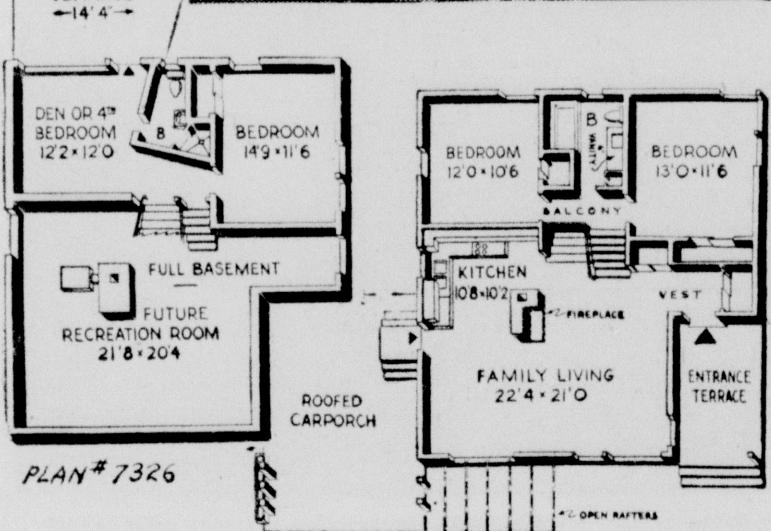 14'4"
DEN OR 4TH
BEDROOM
12'2 × 12'0
B
BEDROOM
14'9 × 11'6
FULL BASEMENT
FUTURE
RECREATION ROOM
21'8 × 20'4
PLAN # 7326
ROOFED
CARPORCH
BEDROOM
12'0 × 10'6
B
VANITY
BEDROOM
13'0 × 11'6
BALCONY
KITCHEN
10'8 × 10'2
VEST
FIREPLACE
FAMILY LIVING
22'4 × 21'0
ENTRANCE
TERRACE
OPEN RAFTERS